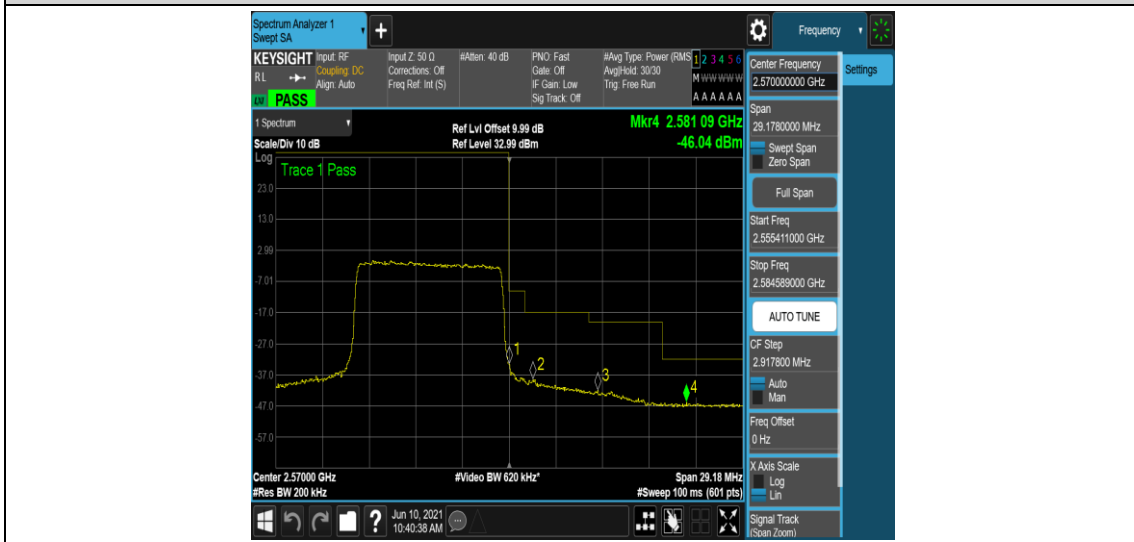 Spectrum Analyzer 1
Swept SA
+
Frequency
KEYSIGHT
RL
LXI
PASS
Input: RF
Coupling: DC
Align: Auto
Input Z: 50 Ω
Corrections: Off
Freq Ref: Int (S)
#Atten: 40 dB
PNO: Fast
Gate: Off
IF Gain: Low
Sig Track: Off
#Avg Type: Power (RMS
Avg|Hold: 30/30
Trig: Free Run
1 2 3 4 5 6
M W W W W W
A A A A A A
1 Spectrum
Scale/Div 10 dB
Ref Lvl Offset 9.99 dB
Ref Level 32.99 dBm
Mkr4 2.581 09 GHz
-46.04 dBm
Log
Trace 1 Pass
23.0
13.0
2.99
-7.01
-17.0
-27.0
-37.0
-47.0
-57.0
1
2
3
4
Center 2.57000 GHz
#Res BW 200 kHz
#Video BW 620 kHz*
Span 29.18 MHz
#Sweep 100 ms (601 pts)
Jun 10, 2021
10:40:38 AM
?
Center Frequency
2.570000000 GHz
Settings
Span
29.1780000 MHz
Swept Span
Zero Span
Full Span
Start Freq
2.555411000 GHz
Stop Freq
2.584589000 GHz
AUTO TUNE
CF Step
2.917800 MHz
Auto
Man
Freq Offset
0 Hz
X Axis Scale
Log
Lin
Signal Track
(Span Zoom)